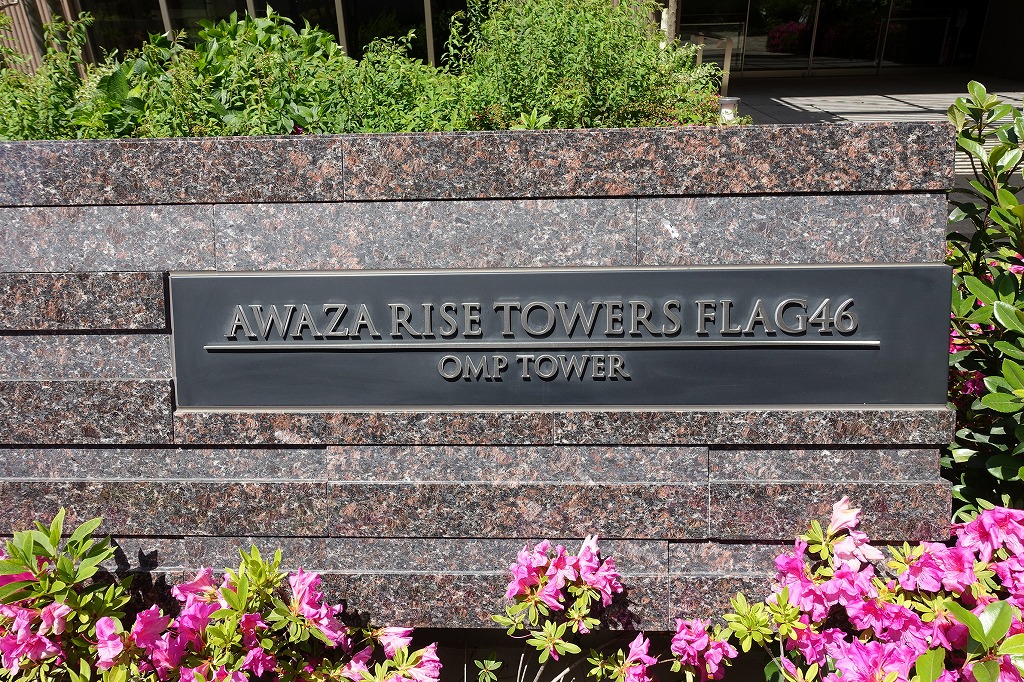 AWAZA RISE TOWERS FLAG46
OMP TOWER